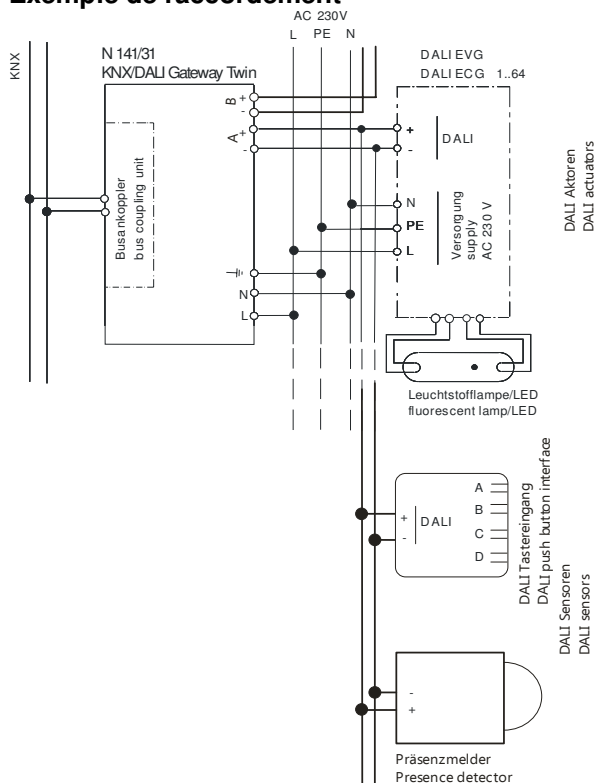 Exemple de raccordement
AC 230V
L PE N
KNX
N 141/31
KNX/DALI Gateway Twin
B + -
A + -
Busankoppler
bus coupling unit
N
L
DALI EVG
DALI ECG 1..64
+
-
DALI
N
PE
L
Versorgung
supply
AC 230 V
DALI Aktoren
DALI actuators
Leuchtstofflampe/LED
fluorescent lamp/LED
+
-
DALI
A
B
C
D
DALI Tastereingang
DALI push button interface
DALI Sensoren
DALI sensors
-
+
Präsenzmelder
Presence detector